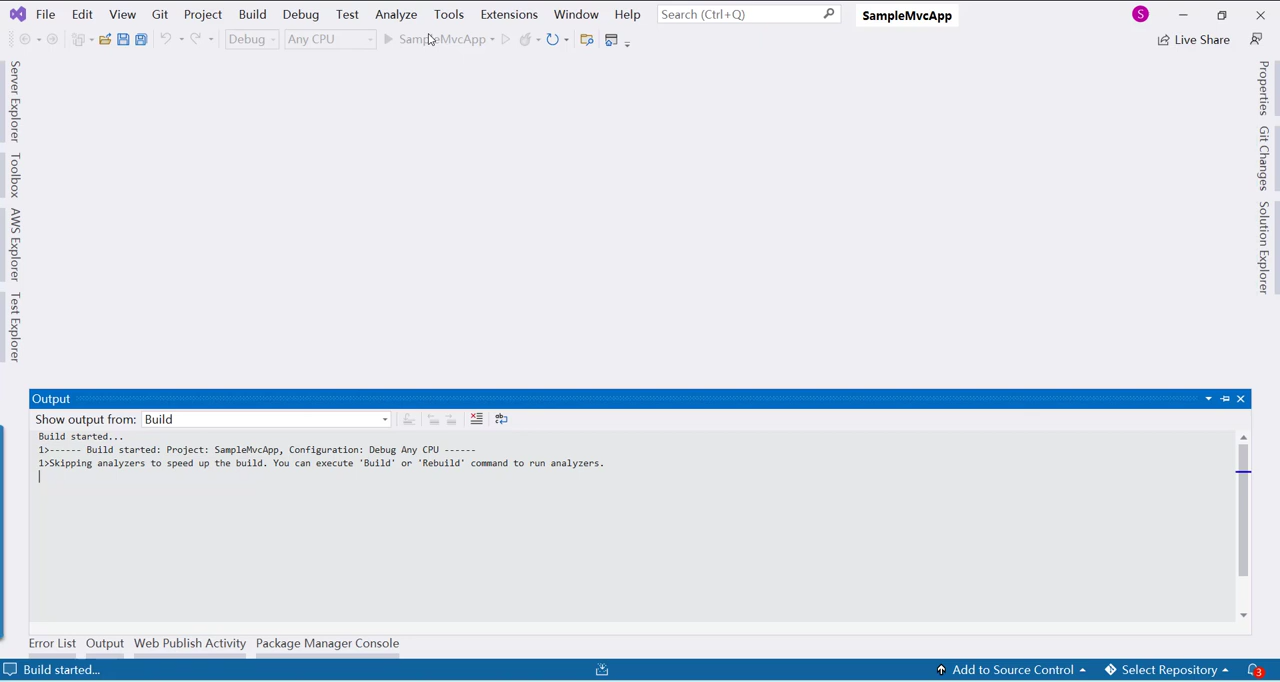 File Edit View Git Project Build Debug Test Analyze Tools Extensions Window Help Search (Ctrl+Q) SampleMvcApp S
Debug Any CPU SampleMvcApp Live Share
Server Explorer
Toolbox
AWS Explorer
Test Explorer
Properties
Git Changes
Solution Explorer
Output
Show output from: Build
Build started...
1>------ Build started: Project: SampleMvcApp, Configuration: Debug Any CPU ------
1>Skipping analyzers to speed up the build. You can execute 'Build' or 'Rebuild' command to run analyzers.
Error List Output Web Publish Activity Package Manager Console
Build started... Add to Source Control Select Repository 3